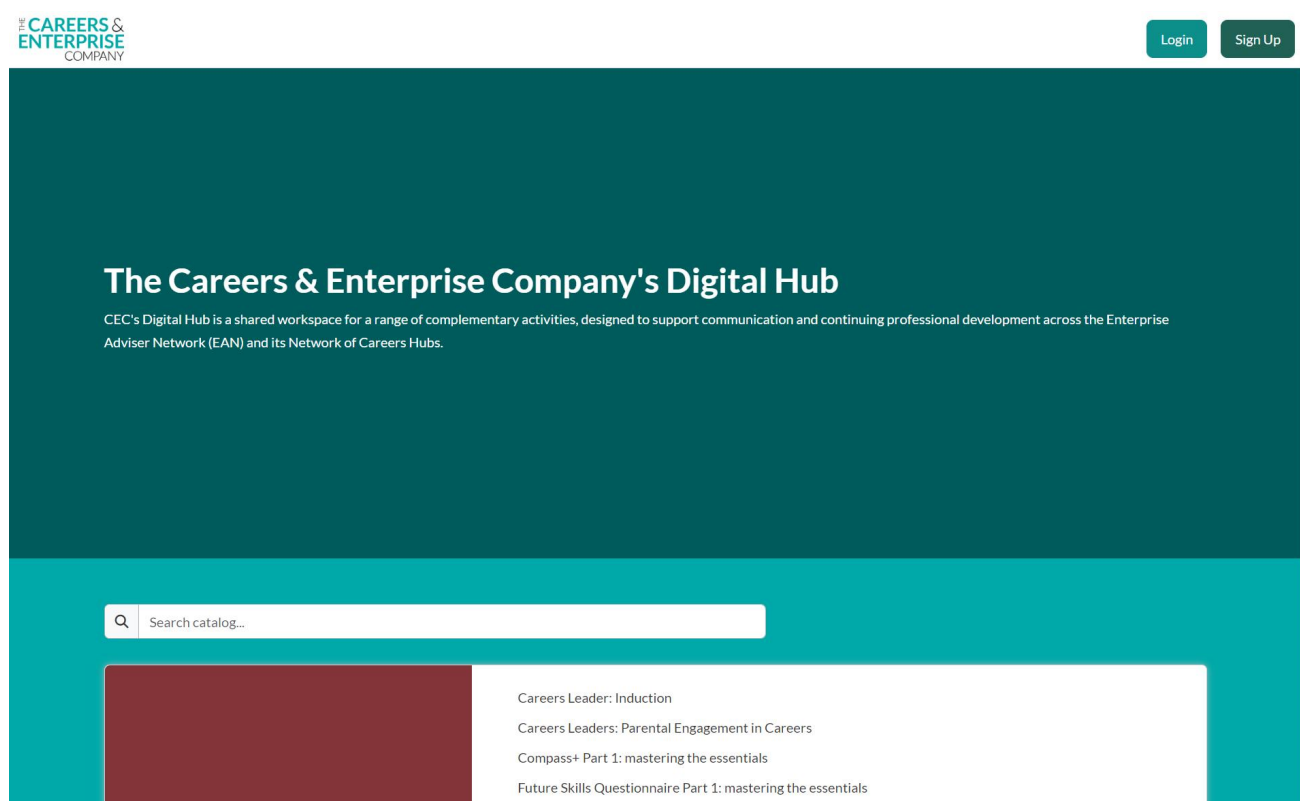 THE CAREERS &
ENTERPRISE
COMPANY
Login
Sign Up
The Careers & Enterprise Company's Digital Hub
CEC's Digital Hub is a shared workspace for a range of complementary activities, designed to support communication and continuing professional development across the Enterprise
Adviser Network (EAN) and its Network of Careers Hubs.
Search catalog...
Careers Leader: Induction
Careers Leaders: Parental Engagement in Careers
Compass+ Part 1: mastering the essentials
Future Skills Questionnaire Part 1: mastering the essentials